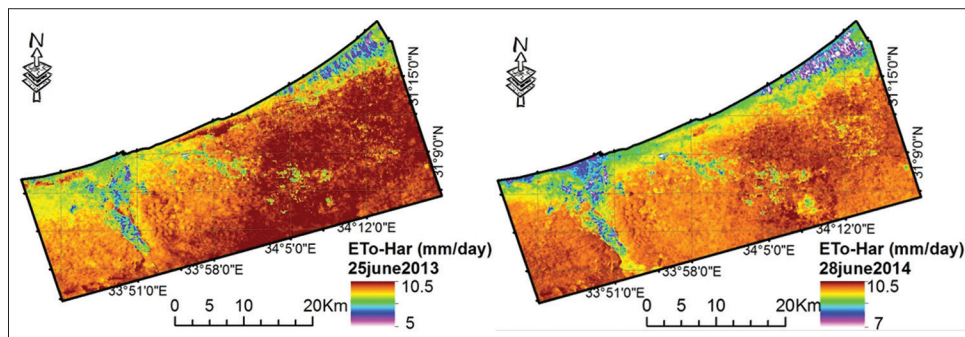 N
31°15'0"N
31°9'0"N
34°12'0"E
34°5'0"E
33°58'0"E
33°51'0"E
ETo-Har (mm/day)
25june2013
10.5
5
0 5 10 20Km
N
31°15'0"N
31°9'0"N
34°12'0"E
34°5'0"E
33°58'0"E
33°51'0"E
ETo-Har (mm/day)
28june2014
10.5
7
0 5 10 20Km